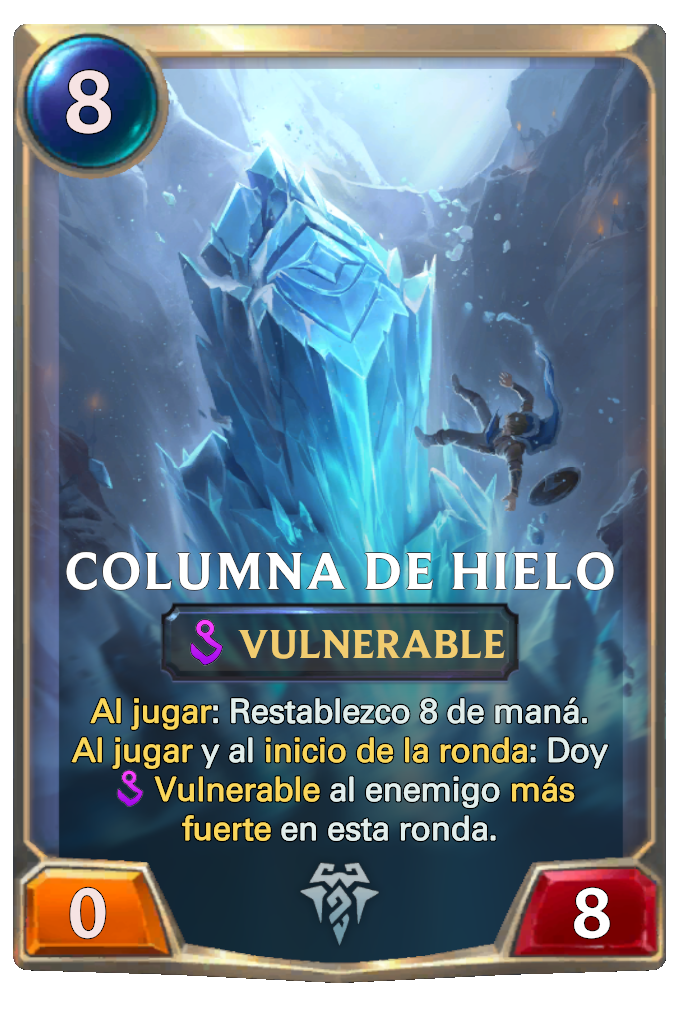 8
COLUMNA DE HIELO
VULNERABLE
Al jugar: Restablezco 8 de maná.
Al jugar y al inicio de la ronda: Doy
Vulnerable al enemigo más
fuerte en esta ronda.
0
8